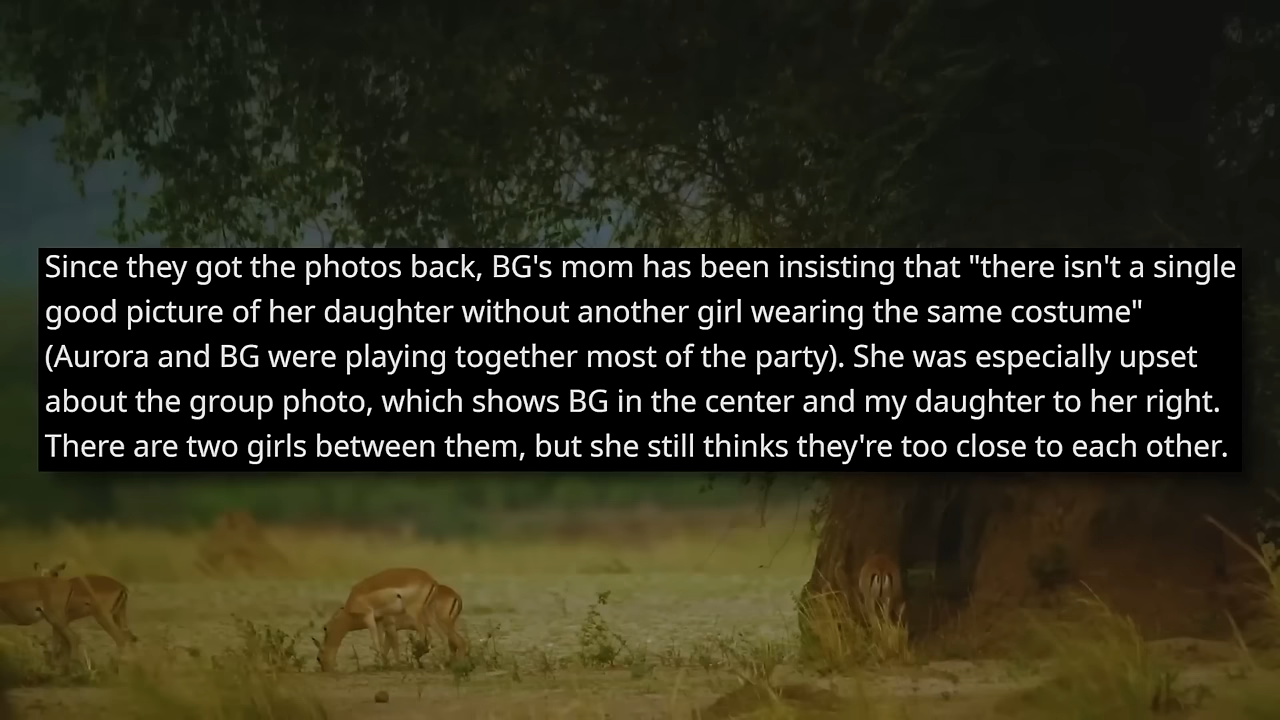 Since they got the photos back, BG's mom has been insisting that "there isn't a single
good picture of her daughter without another girl wearing the same costume"
(Aurora and BG were playing together most of the party). She was especially upset
about the group photo, which shows BG in the center and my daughter to her right.
There are two girls between them, but she still thinks they're too close to each other.